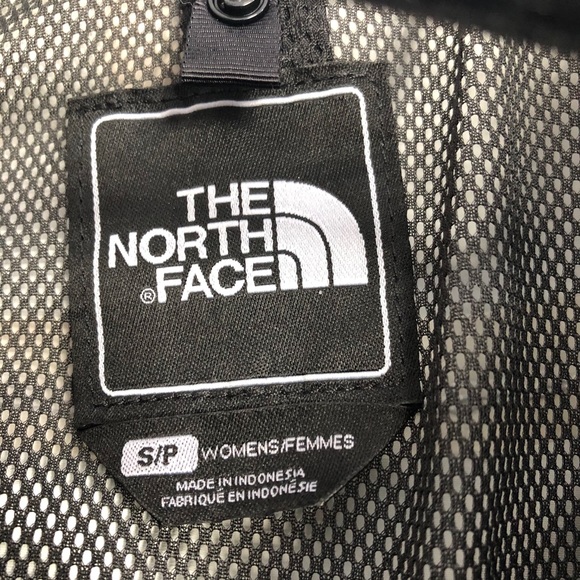 THE
NORTH
FACE
®
S/P WOMENS/FEMMES
MADE IN INDONESIA
FABRIQUÉ EN INDONÉSIE